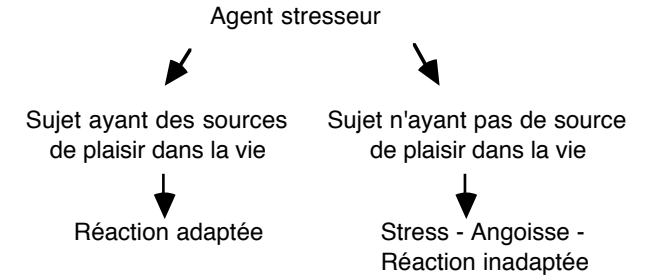 Agent stresseur
Sujet ayant des sources
de plaisir dans la vie
Sujet n'ayant pas de source
de plaisir dans la vie
Réaction adaptée
Stress - Angoisse -
Réaction inadaptée